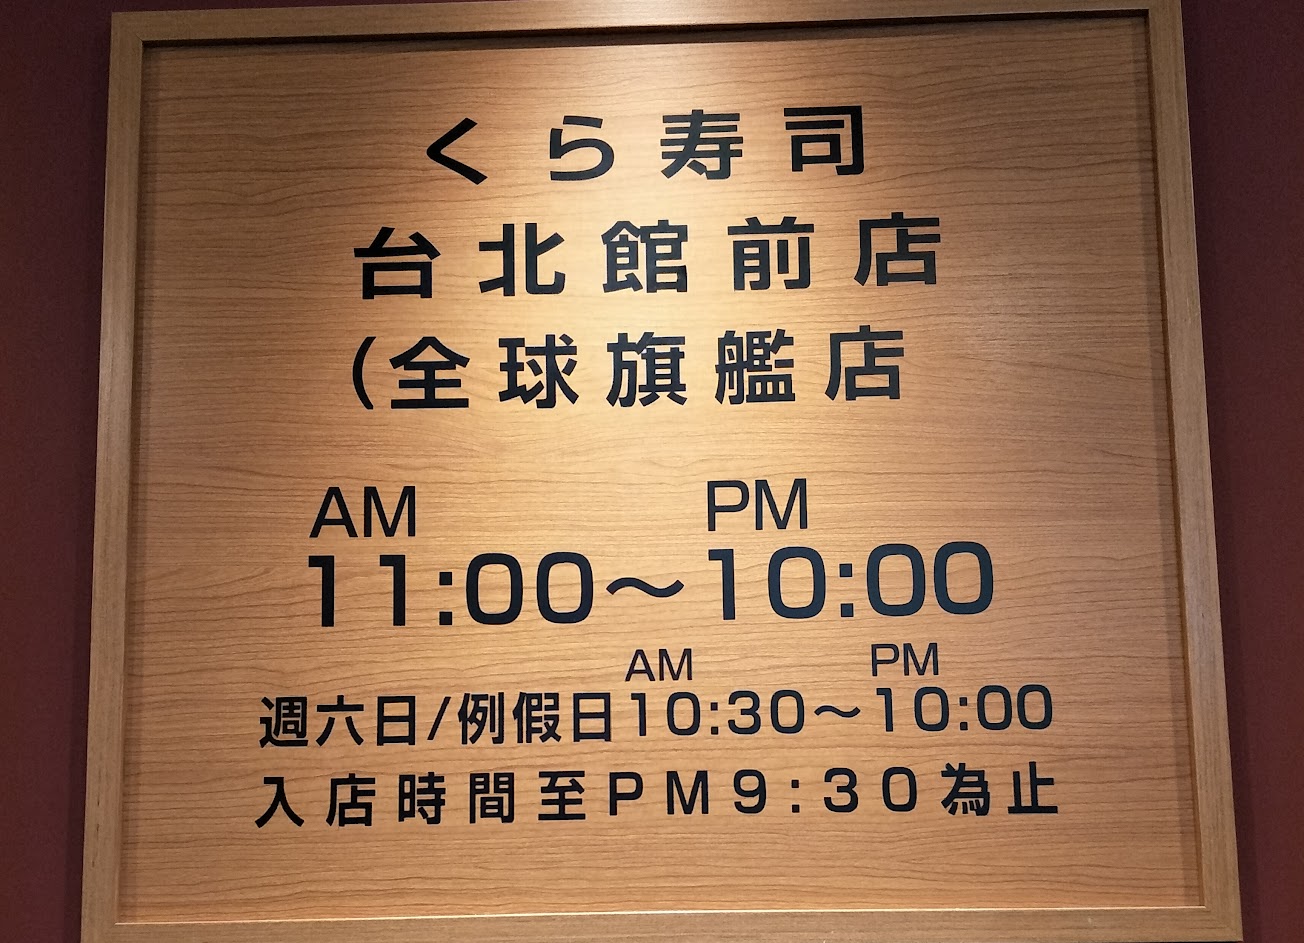 くら寿司
台北館前店
(全球旗艦店
AM PM
11:00～10:00
AM PM
週六日/例假日10:30～10:00
入店時間至PM9:30為止